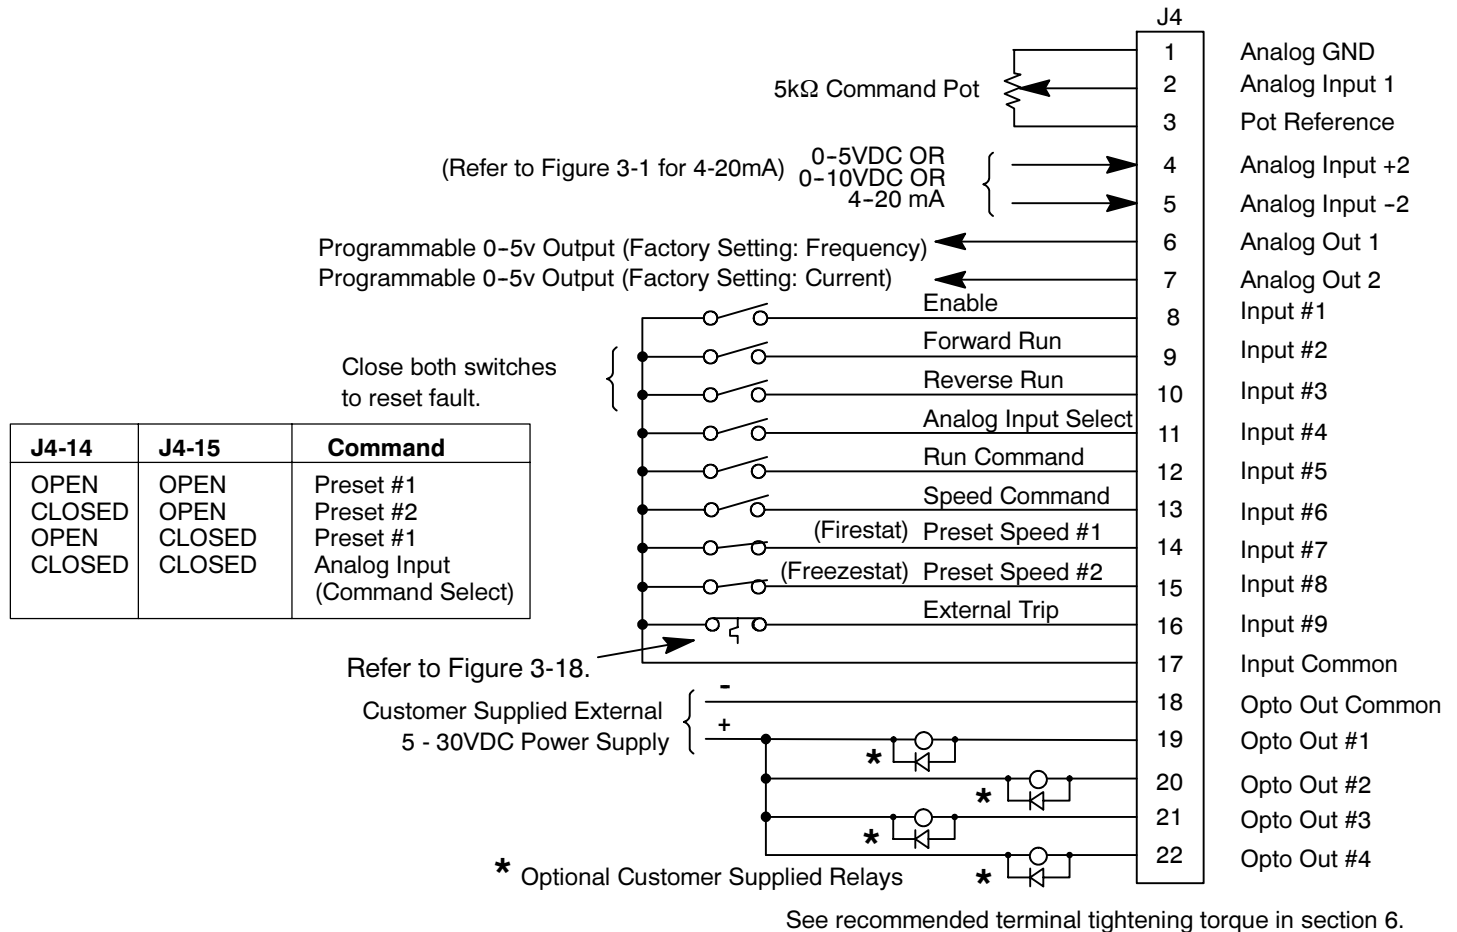 J4
1 Analog GND
5kΩ Command Pot 2 Analog Input 1
3 Pot Reference
(Refer to Figure 3-1 for 4-20mA) 0-5VDC OR
0-10VDC OR
4-20 mA
4 Analog Input +2
5 Analog Input -2
Programmable 0-5v Output (Factory Setting: Frequency) 6 Analog Out 1
Programmable 0-5v Output (Factory Setting: Current) 7 Analog Out 2
Enable 8 Input #1
Forward Run 9 Input #2
Close both switches
to reset fault.
Reverse Run 10 Input #3
Analog Input Select 11 Input #4
Run Command 12 Input #5
Speed Command 13 Input #6
(Firestat) Preset Speed #1 14 Input #7
(Freezestat) Preset Speed #2 15 Input #8
External Trip 16 Input #9
J4-14 J4-15 Command
OPEN OPEN Preset #1
CLOSED OPEN Preset #2
OPEN CLOSED Preset #1
CLOSED CLOSED Analog Input
(Command Select)
Refer to Figure 3-18.
17 Input Common
Customer Supplied External
5 - 30VDC Power Supply
- 18 Opto Out Common
+ * 19 Opto Out #1
* 20 Opto Out #2
* 21 Opto Out #3
* 22 Opto Out #4
* Optional Customer Supplied Relays
See recommended terminal tightening torque in section 6.